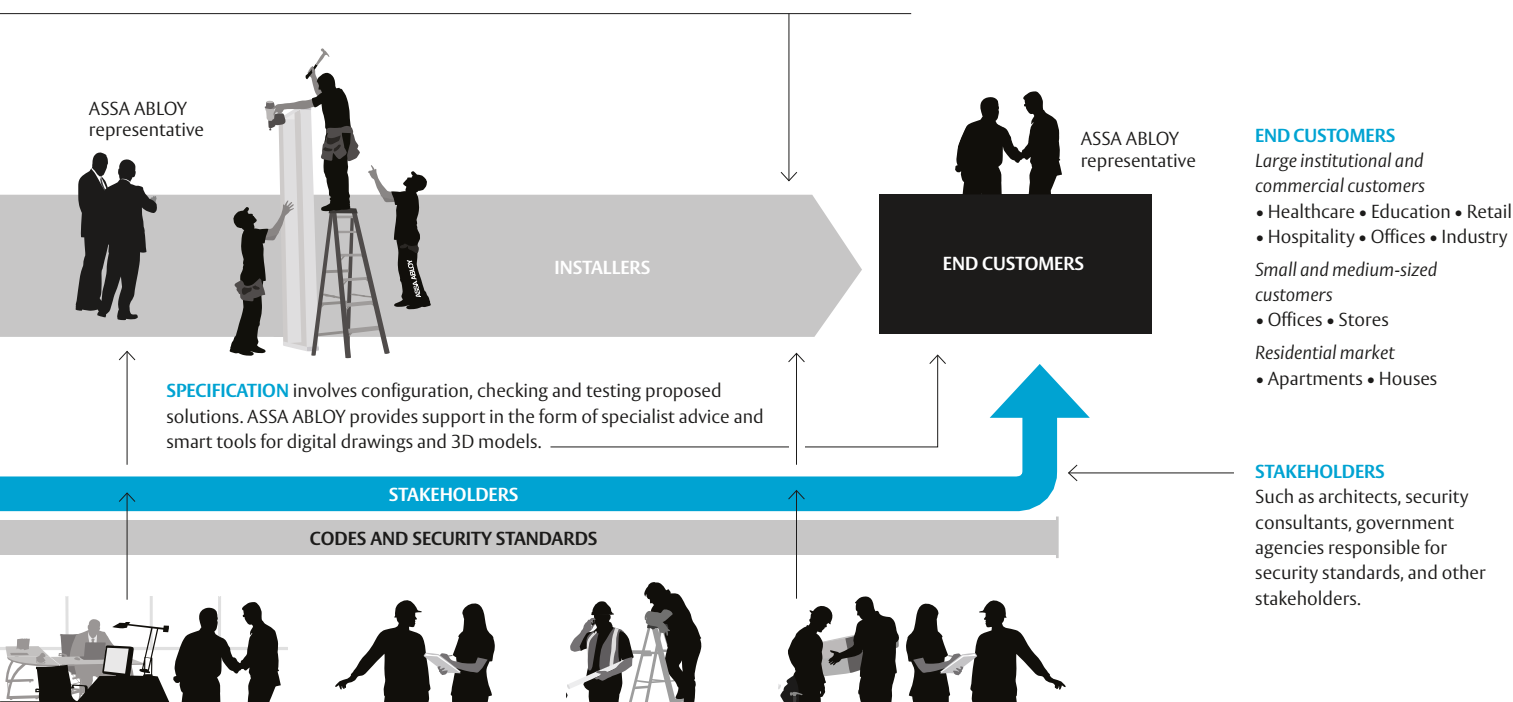 ASSA ABLOY
representative
ASSA ABLOY
INSTALLERS
ASSA ABLOY
representative
END CUSTOMERS
END CUSTOMERS
Large institutional and
commercial customers
• Healthcare • Education • Retail
• Hospitality • Offices • Industry
Small and medium-sized
customers
• Offices • Stores
Residential market
• Apartments • Houses
SPECIFICATION involves configuration, checking and testing proposed
solutions. ASSA ABLOY provides support in the form of specialist advice and
smart tools for digital drawings and 3D models.
STAKEHOLDERS
CODES AND SECURITY STANDARDS
STAKEHOLDERS
Such as architects, security
consultants, government
agencies responsible for
security standards, and other
stakeholders.